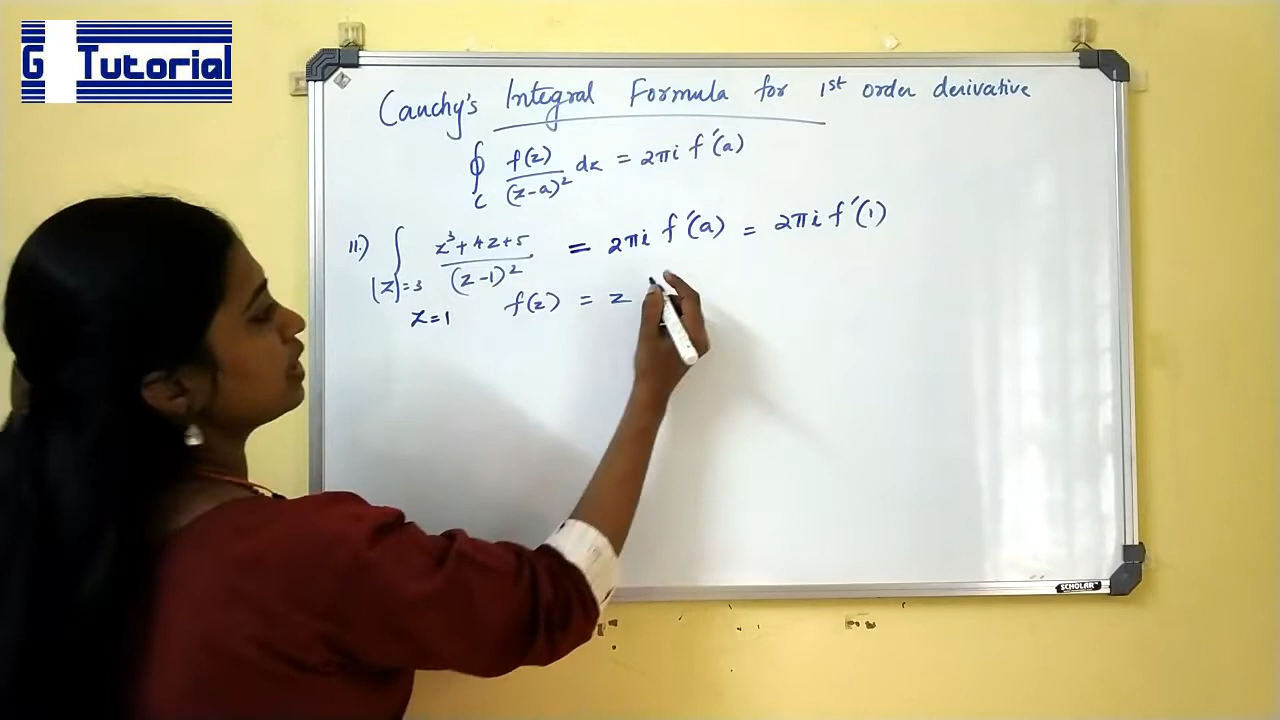 G Tutorial
Cauchy's Integral Formula for 1st order derivative
∮_C f(z)/(z-a)² dz = 2πi f'(a)
11.) ∫_|z|=3 z³+4z+5/(z-1)² = 2πi f'(a) = 2πi f'(1)
z=1 f(z) = z
SCHOLAR